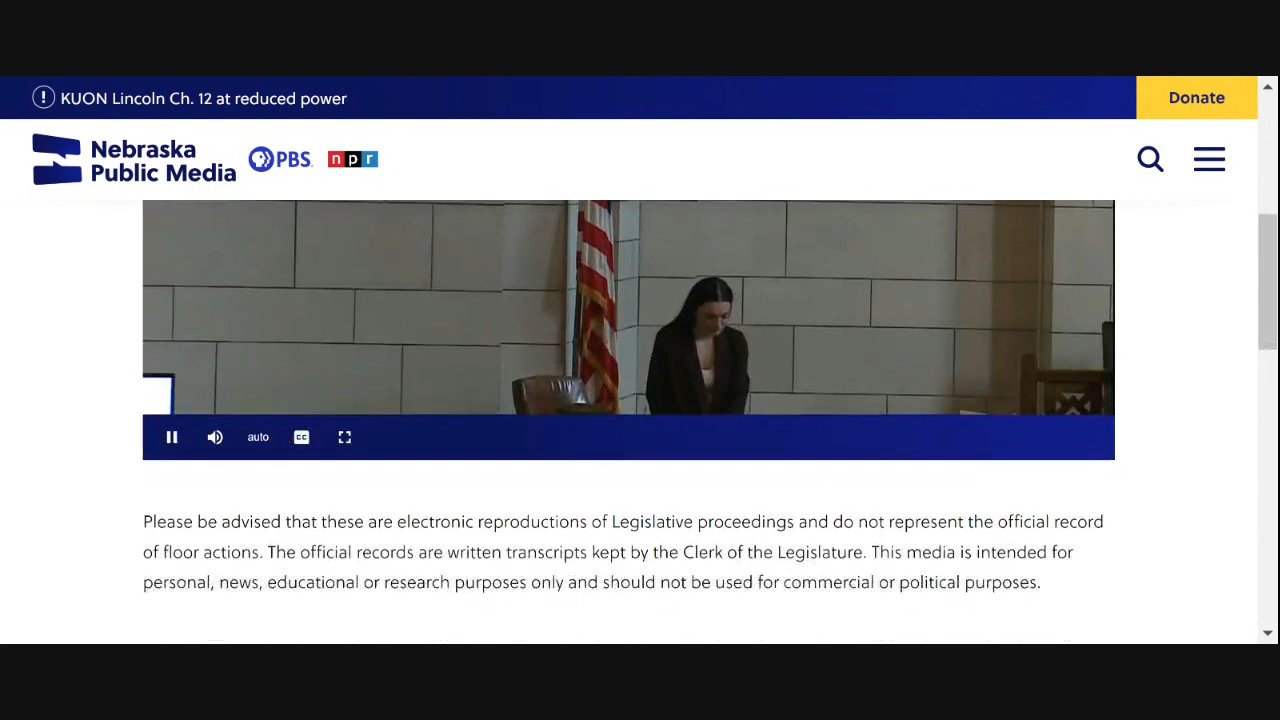 KUON Lincoln Ch. 12 at reduced power
Donate
Nebraska
Public Media
PBS
npr
auto
CC
Please be advised that these are electronic reproductions of Legislative proceedings and do not represent the official record
of floor actions. The official records are written transcripts kept by the Clerk of the Legislature. This media is intended for
personal, news, educational or research purposes only and should not be used for commercial or political purposes.